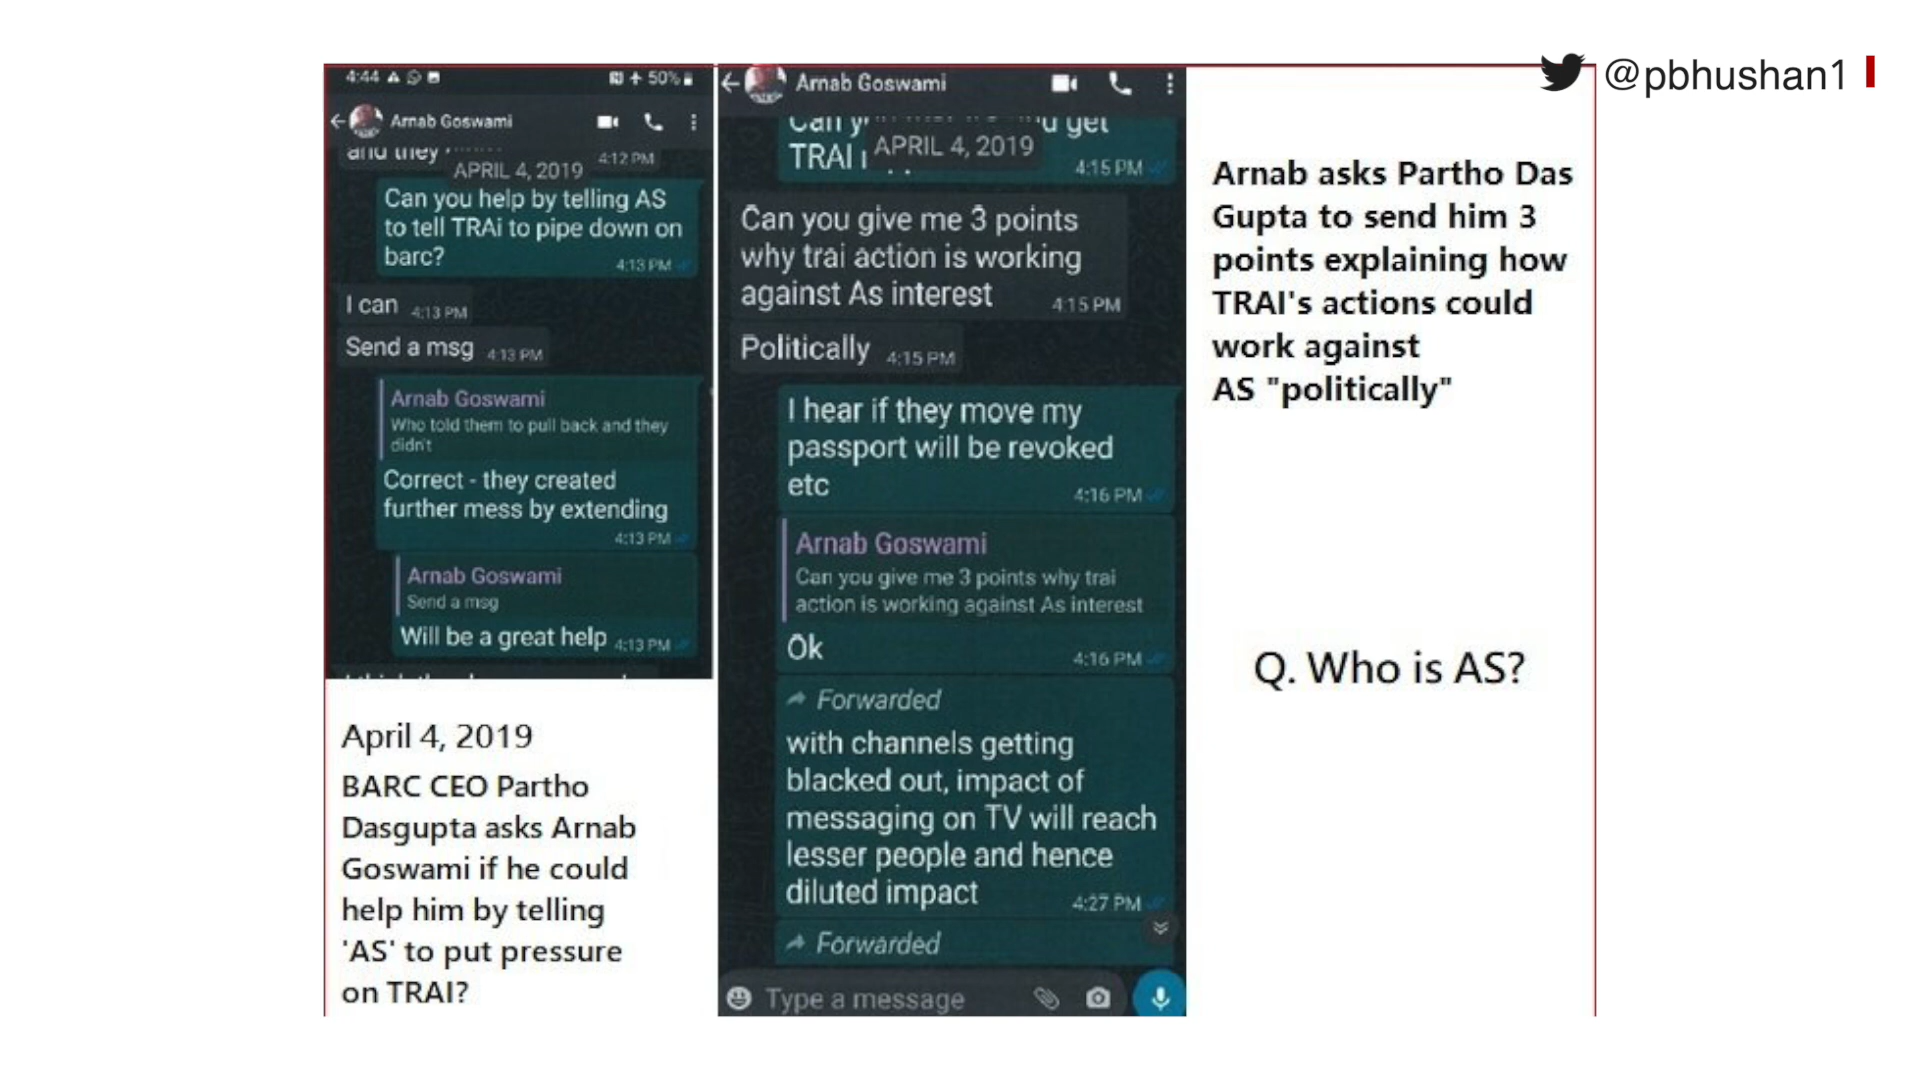 @pbhushan1
4:44
50%
Arnab Goswami
4:12 PM
APRIL 4, 2019
Can you help by telling AS
to tell TRAi to pipe down on
barc?
4:13 PM
I can 4:13 PM
Send a msg 4:13 PM
Arnab Goswami
Who told them to pull back and they
didn't
Correct - they created
further mess by extending
4:13 PM
Arnab Goswami
Send a msg
Will be a great help 4:13 PM
April 4, 2019
BARC CEO Partho
Dasgupta asks Arnab
Goswami if he could
help him by telling
'AS' to put pressure
on TRAI?
Arnab Goswami
APRIL 4, 2019
TRAI
4:15 PM
Can you give me 3 points
why trai action is working
against As interest 4:15 PM
Politically 4:15 PM
I hear if they move my
passport will be revoked
etc
4:16 PM
Arnab Goswami
Can you give me 3 points why trai
action is working against As interest
Ok
4:16 PM
Forwarded
with channels getting
blacked out, impact of
messaging on TV will reach
lesser people and hence
diluted impact 4:27 PM
Forwarded
Type a message
Arnab asks Partho Das
Gupta to send him 3
points explaining how
TRAI's actions could
work against
AS "politically"
Q. Who is AS?